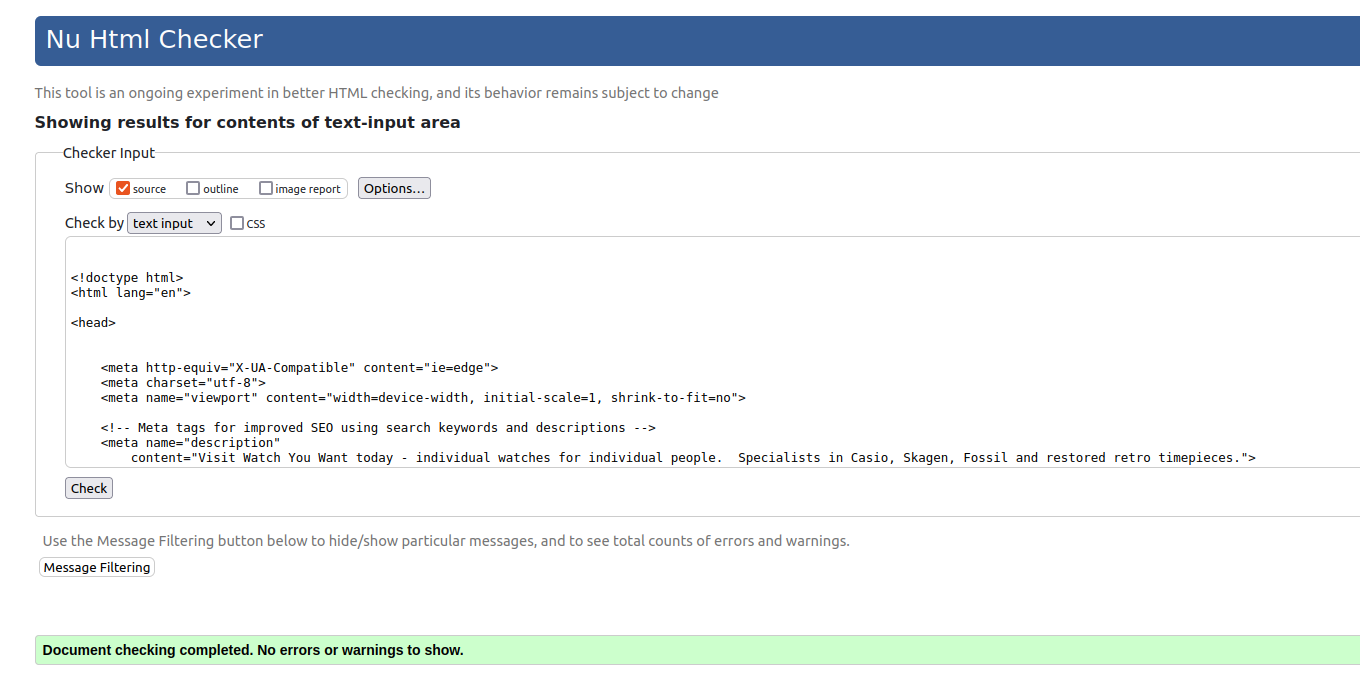 Nu Html Checker
This tool is an ongoing experiment in better HTML checking, and its behavior remains subject to change
Showing results for contents of text-input area
Checker Input
Show source outline image report Options...
Check by text input CSS
<!doctype html>
<html lang="en">
<head>
<meta http-equiv="X-UA-Compatible" content="ie=edge">
<meta charset="utf-8">
<meta name="viewport" content="width=device-width, initial-scale=1, shrink-to-fit=no">
<!-- Meta tags for improved SEO using search keywords and descriptions -->
<meta name="description"
content="Visit Watch You Want today - individual watches for individual people.  Specialists in Casio, Skagen, Fossil and restored retro timepieces.">
Check
Use the Message Filtering button below to hide/show particular messages, and to see total counts of errors and warnings.
Message Filtering
Document checking completed. No errors or warnings to show.